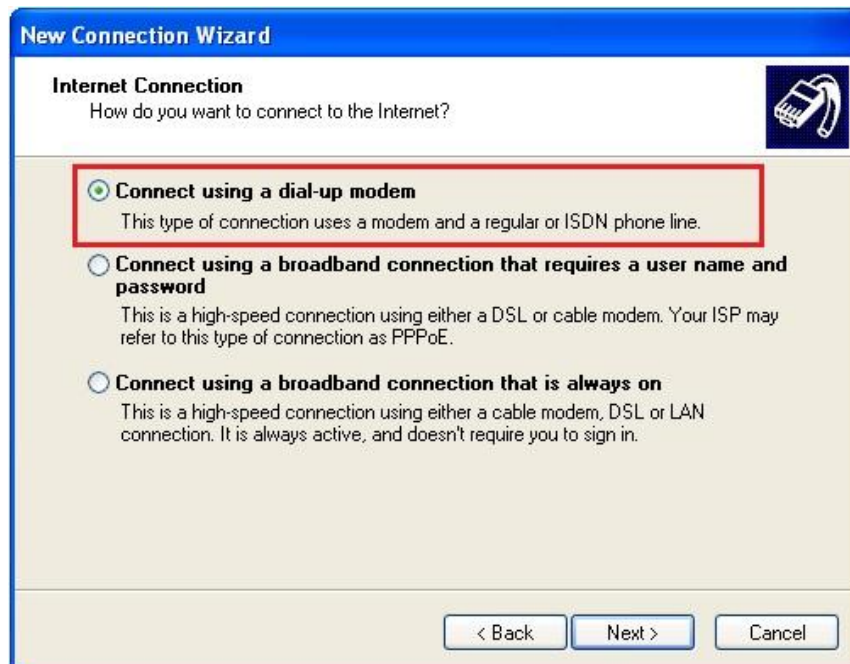 New Connection Wizard
Internet Connection
How do you want to connect to the Internet?
Connect using a dial-up modem
This type of connection uses a modem and a regular or ISDN phone line.
Connect using a broadband connection that requires a user name and
password
This is a high-speed connection using either a DSL or cable modem. Your ISP may
refer to this type of connection as PPPoE.
Connect using a broadband connection that is always on
This is a high-speed connection using either a cable modem, DSL or LAN
connection. It is always active, and doesn't require you to sign in.
< Back Next > Cancel